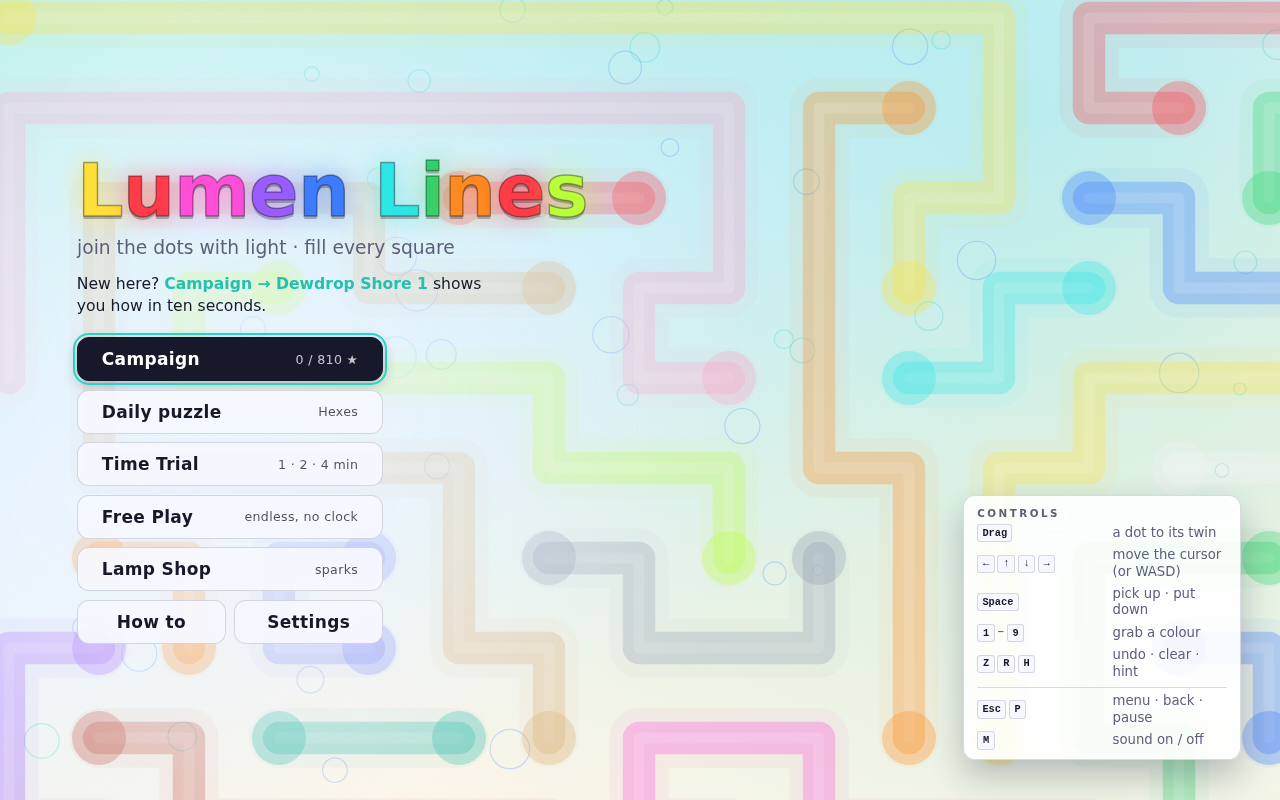 Lumen Lines
join the dots with light · fill every square
New here? Campaign → Dewdrop Shore 1 shows
you how in ten seconds.
Campaign 0 / 810 ★
Daily puzzle Hexes
Time Trial 1 · 2 · 4 min
Free Play endless, no clock
Lamp Shop sparks
How to Settings
CONTROLS
Drag a dot to its twin
← ↑ ↓ → move the cursor
(or WASD)
Space pick up · put
down
1 – 9 grab a colour
Z R H undo · clear ·
hint
Esc P menu · back ·
pause
M sound on / off